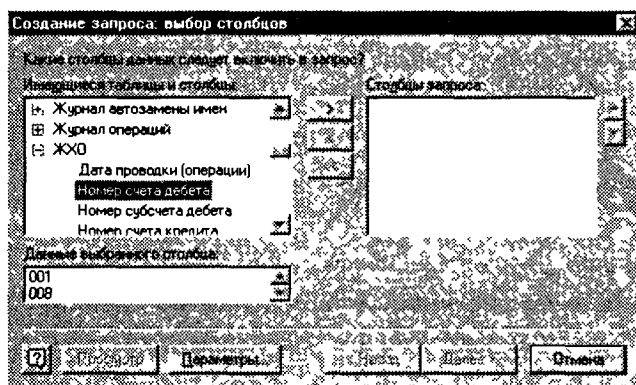 Создание запроса: выбор столбцов
Какие столбцы данных следует включить в запрос?
Имеющиеся таблицы и столбцы:
Столбцы запроса:
Журнал автозамены имен
Журнал операций
ЖХО
Дата проводки (операции)
Номер счета дебета
Номер субсчета дебета
Номер счета кредита
Данные выбранного столбца:
001
008
Просмотр Параметры... < Назад Далее > Отмена